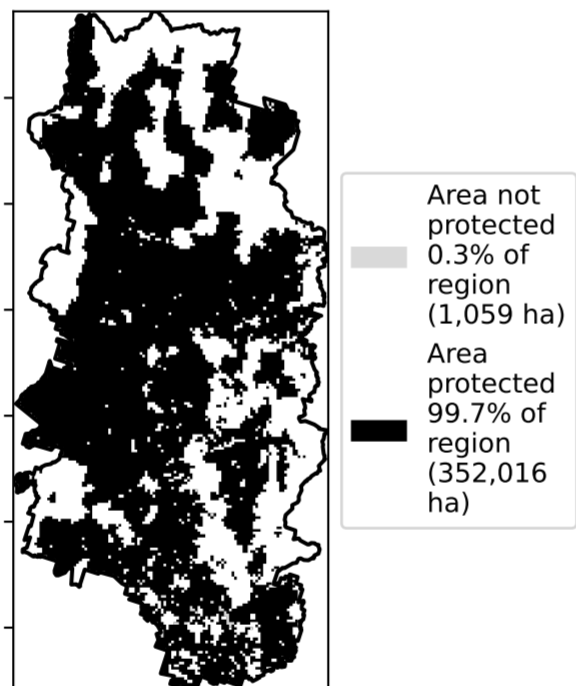 Area not
protected
0.3% of
region
(1,059 ha)
Area
protected
99.7% of
region
(352,016
ha)